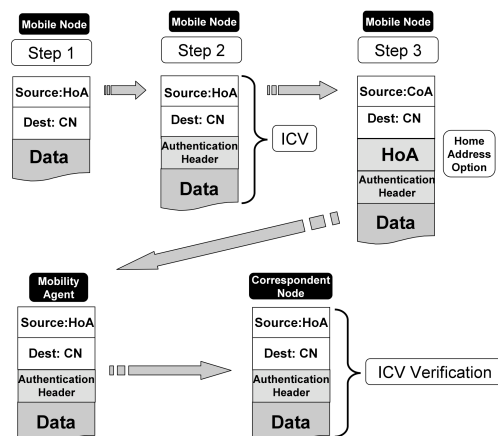 Mobile Node
Step 1
Source:HoA
Dest: CN
Data
Mobile Node
Step 2
Source:HoA
Dest: CN
Authentication
Header
Data
ICV
Mobile Node
Step 3
Source:CoA
Dest: CN
HoA
Authentication
Header
Data
Home
Address
Option
Mobility
Agent
Source:HoA
Dest: CN
Authentication
Header
Data
Correspondent
Node
Source:HoA
Dest: CN
Authentication
Header
Data
ICV Verification